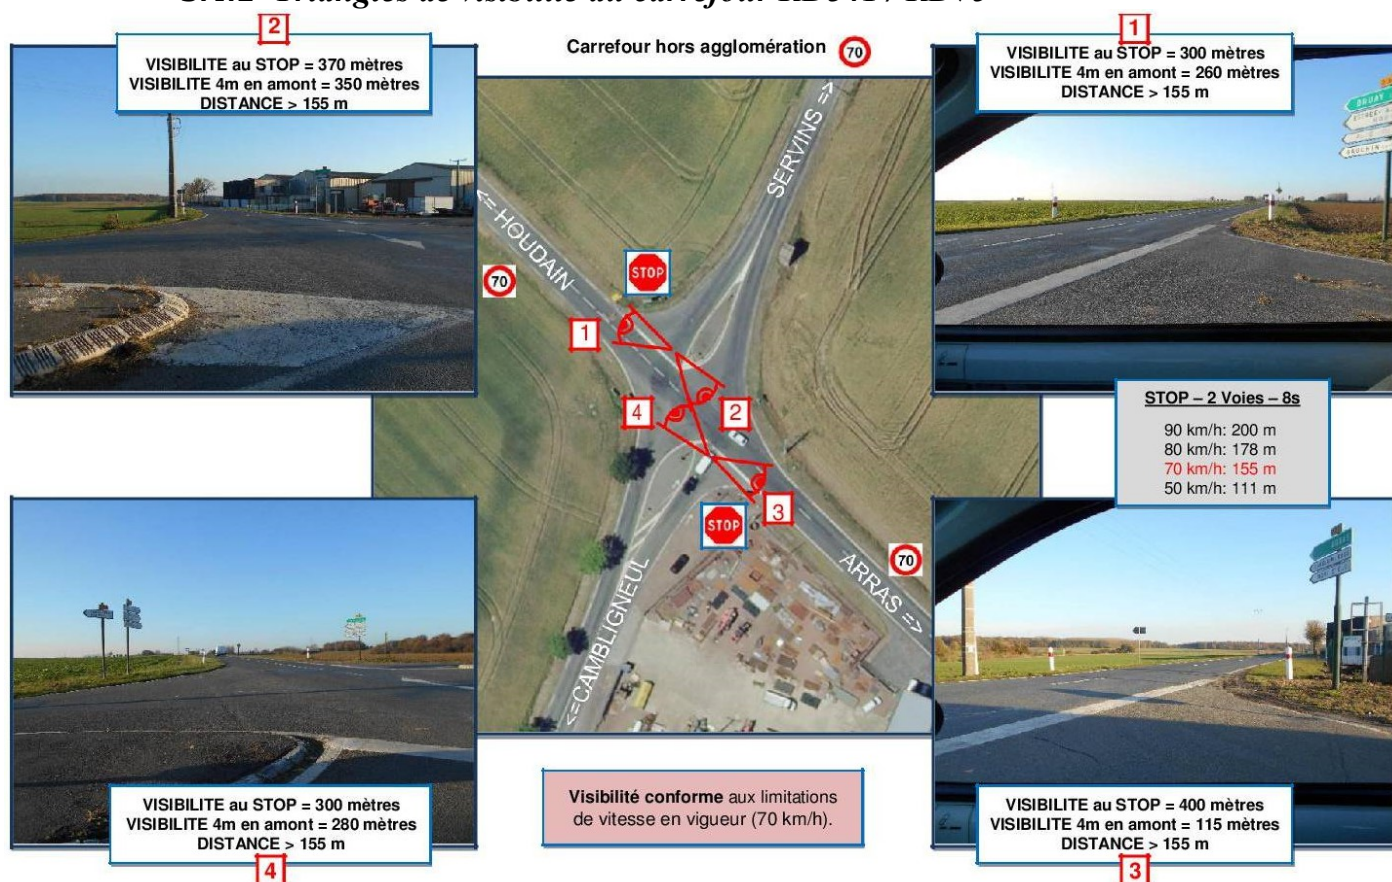 triangles de visibilité du carrefour
2
VISIBILITE au STOP = 370 mètres
VISIBILITE 4m en amont = 350 mètres
DISTANCE > 155 m
Carrefour hors agglomération
70
1
VISIBILITE au STOP = 300 mètres
VISIBILITE 4m en amont = 260 mètres
DISTANCE > 155 m
SERVINS =>
<= HOUDAIN
70
STOP
1
4
2
3
STOP
70
ARRAS =>
<=CAMBLIGNEUL
STOP – 2 Voies – 8s
90 km/h: 200 m
80 km/h: 178 m
70 km/h: 155 m
50 km/h: 111 m
VISIBILITE au STOP = 300 mètres
VISIBILITE 4m en amont = 280 mètres
DISTANCE > 155 m
4
Visibilité conforme aux limitations
de vitesse en vigueur (70 km/h).
VISIBILITE au STOP = 400 mètres
VISIBILITE 4m en amont = 115 mètres
DISTANCE > 155 m
3